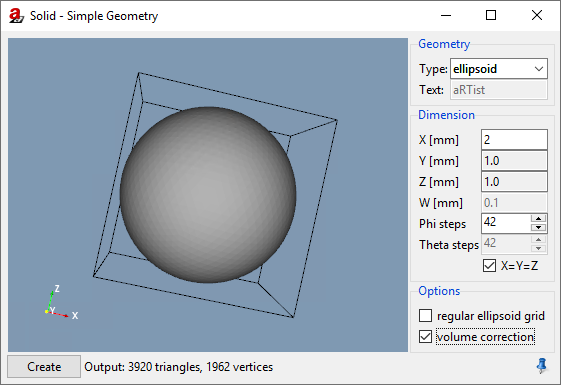 Solid - Simple Geometry
Geometry
Type: ellipsoid
Text: aRTist
Dimension
X [mm] 2
Y [mm] 1.0
Z [mm] 1.0
W [mm] 0.1
Phi steps 42
Theta steps 42
X=Y=Z
Options
regular ellipsoid grid
volume correction
Z
Y
X
Create Output: 3920 triangles, 1962 vertices